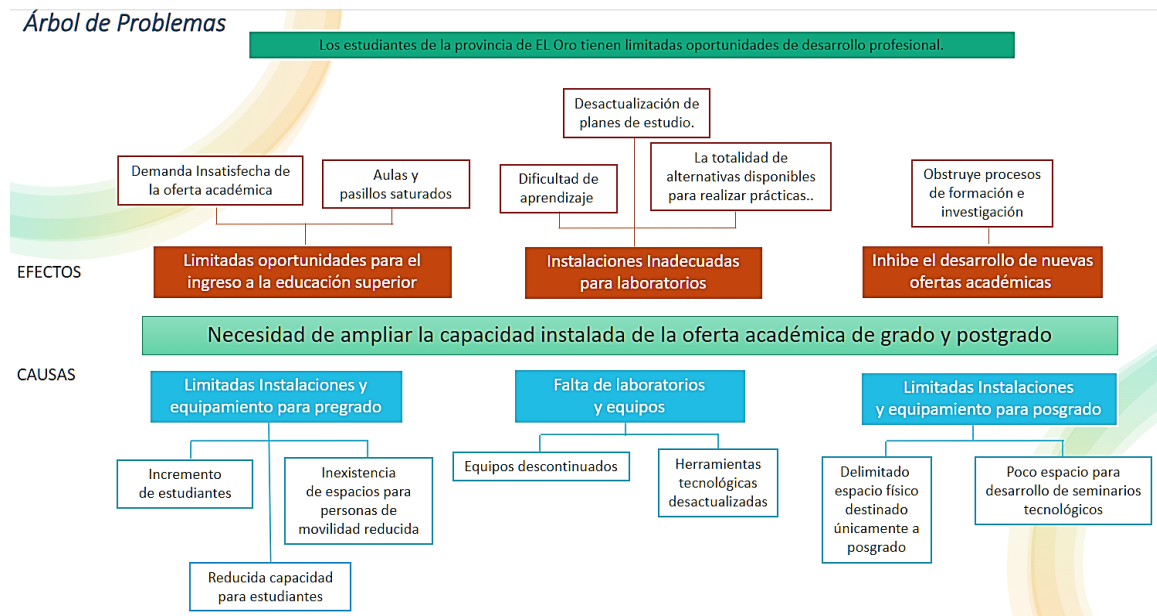 Árbol de Problemas
Los estudiantes de la provincia de EL Oro tienen limitadas oportunidades de desarrollo profesional.
Desactualización de
planes de estudio.
Demanda Insatisfecha de
la oferta académica
Aulas y
pasillos saturados
Dificultad de
aprendizaje
La totalidad de
alternativas disponibles
para realizar prácticas..
Obstruye procesos
de formación e
investigación
EFECTOS
Limitadas oportunidades para el
ingreso a la educación superior
Instalaciones Inadecuadas
para laboratorios
Inhibe el desarrollo de nuevas
ofertas académicas
Necesidad de ampliar la capacidad instalada de la oferta académica de grado y postgrado
CAUSAS
Limitadas Instalaciones y
equipamiento para pregrado
Falta de laboratorios
y equipos
Limitadas Instalaciones
y equipamiento para posgrado
Incremento
de estudiantes
Inexistencia
de espacios para
personas de
movilidad reducida
Equipos descontinuados
Herramientas
tecnológicas
desactualizadas
Delimitado
espacio físico
destinado
únicamente a
posgrado
Poco espacio para
desarrollo de seminarios
tecnológicos
Reducida capacidad
para estudiantes